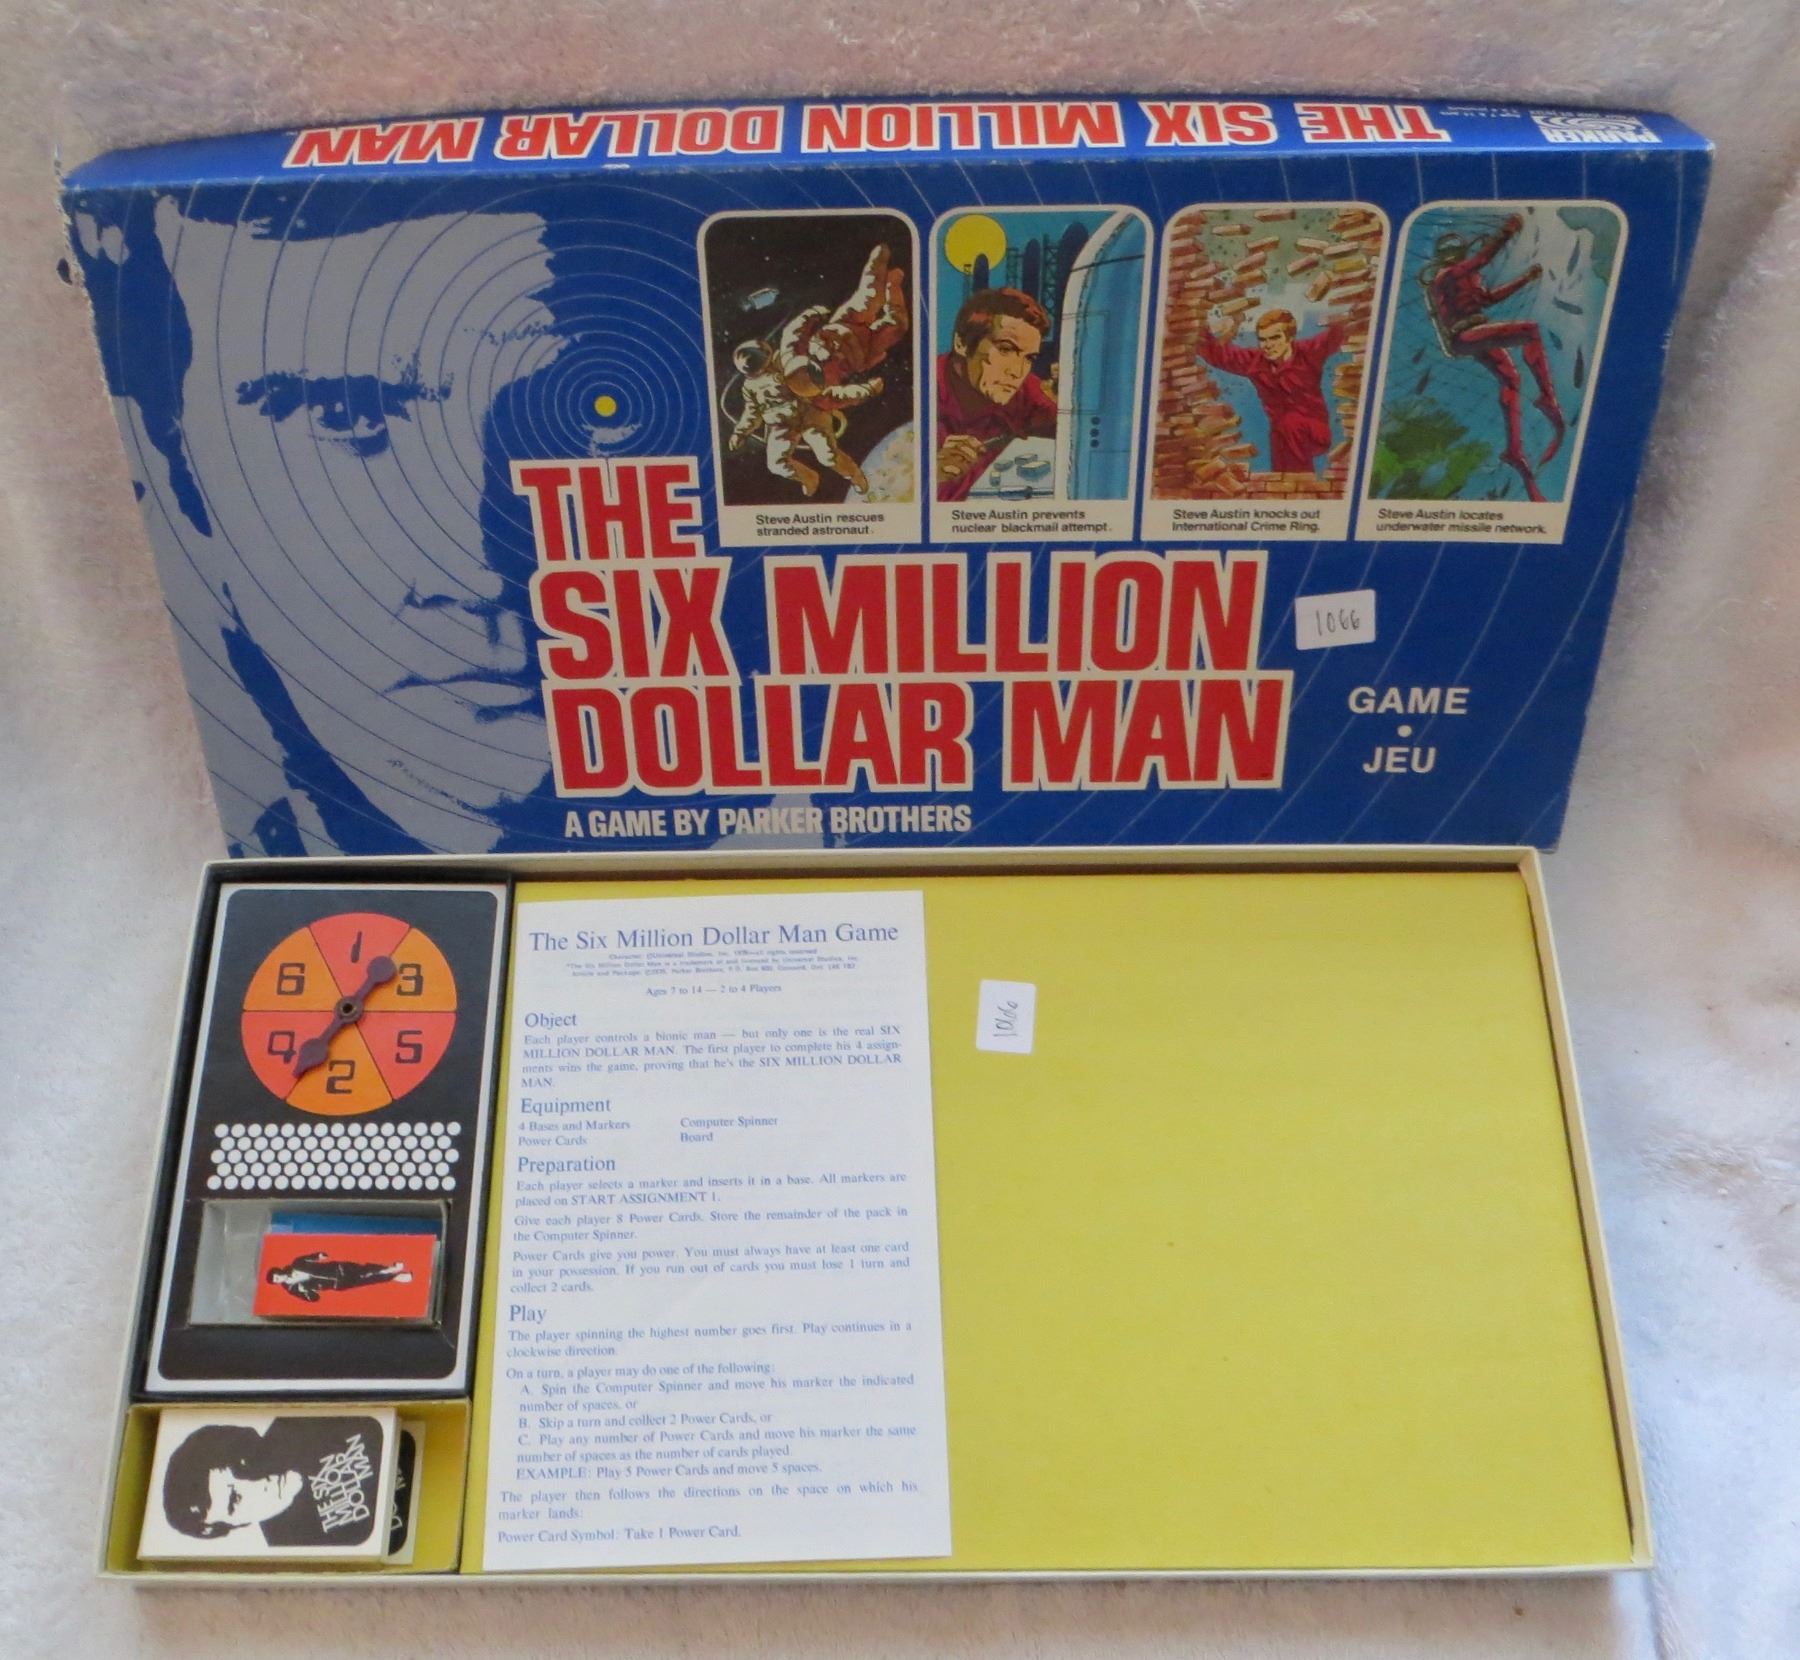 THE SIX MILLION DOLLAR MAN
PARKER
Steve Austin rescues
stranded astronaut.
Steve Austin prevents
nuclear blackmail attempt.
Steve Austin knocks out
International Crime Ring.
Steve Austin locates
underwater missile network.
THE
SIX MILLION
DOLLAR MAN
1066
GAME
•
JEU
A GAME BY PARKER BROTHERS
1
3
5
2
4
6
THE SIX
MILLION
DOLLAR
MAN
The Six Million Dollar Man Game
Ages 7 to 14 — 2 to 4 Players
Object
Each player controls a bionic man — but only one is the real SIX
MILLION DOLLAR MAN. The first player to complete his 4 assign-
ments wins the game, proving that he's the SIX MILLION DOLLAR
MAN.
Equipment
4 Bases and Markers Computer Spinner
Power Cards Board
Preparation
Each player selects a marker and inserts it in a base. All markers are
placed on START ASSIGNMENT 1.
Give each player 8 Power Cards. Store the remainder of the pack in
the Computer Spinner.
Power Cards give you power. You must always have at least one card
in your possession. If you run out of cards you must lose 1 turn and
collect 2 cards.
Play
The player spinning the highest number goes first. Play continues in a
clockwise direction.
On a turn, a player may do one of the following:
A. Spin the Computer Spinner and move his marker the indicated
number of spaces, or
B. Skip a turn and collect 2 Power Cards, or
C. Play any number of Power Cards and move his marker the same
number of spaces as the number of cards played.
EXAMPLE: Play 5 Power Cards and move 5 spaces.
The player then follows the directions on the space on which his
marker lands:
Power Card Symbol: Take 1 Power Card.
1066